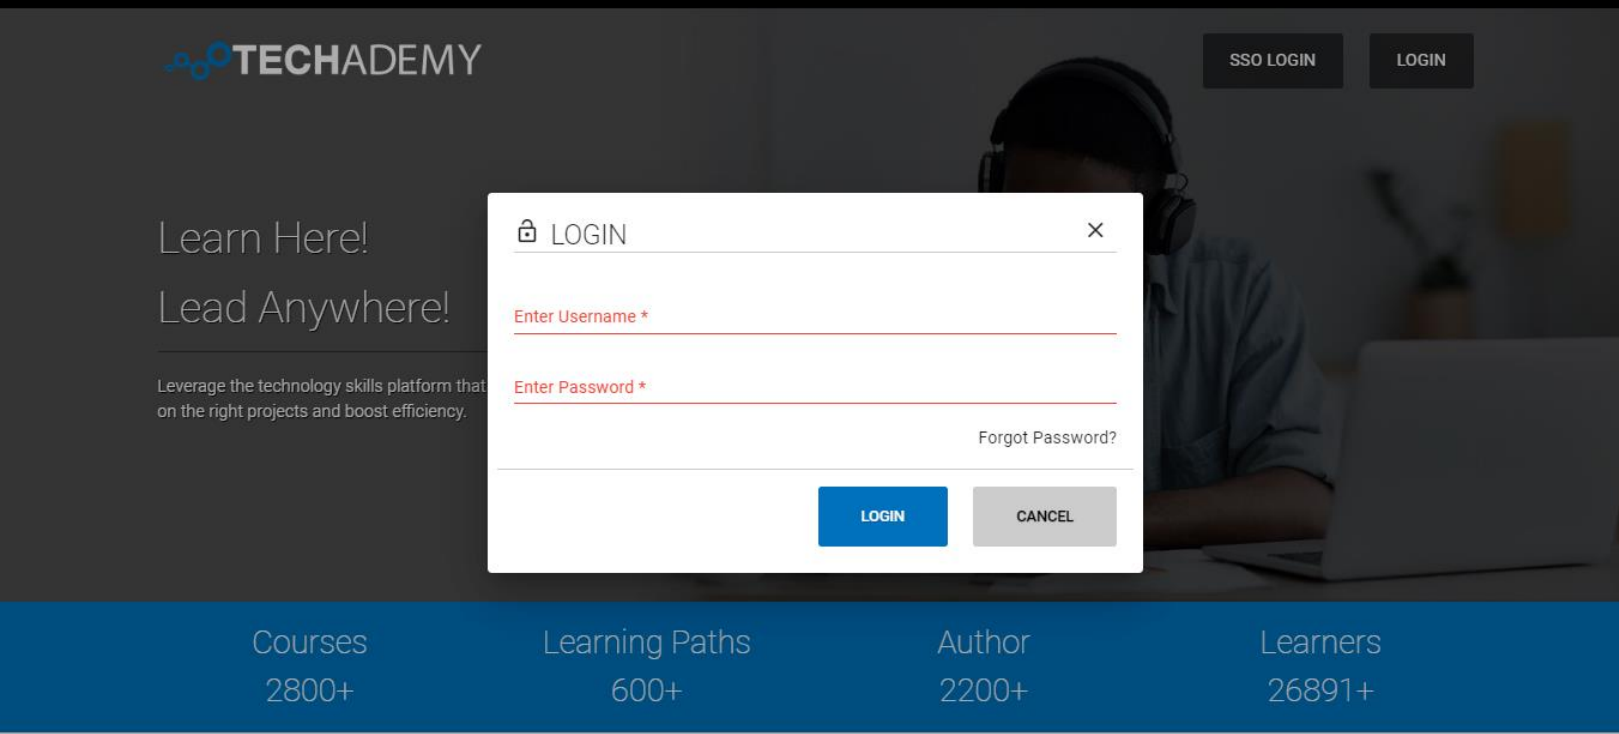 TECHADEMY
SSO LOGIN
LOGIN
Learn Here!
Lead Anywhere!
Leverage the technology skills platform that
on the right projects and boost efficiency.
LOGIN
Enter Username *
Enter Password *
Forgot Password?
LOGIN
CANCEL
Courses
2800+
Learning Paths
600+
Author
2200+
Learners
26891+